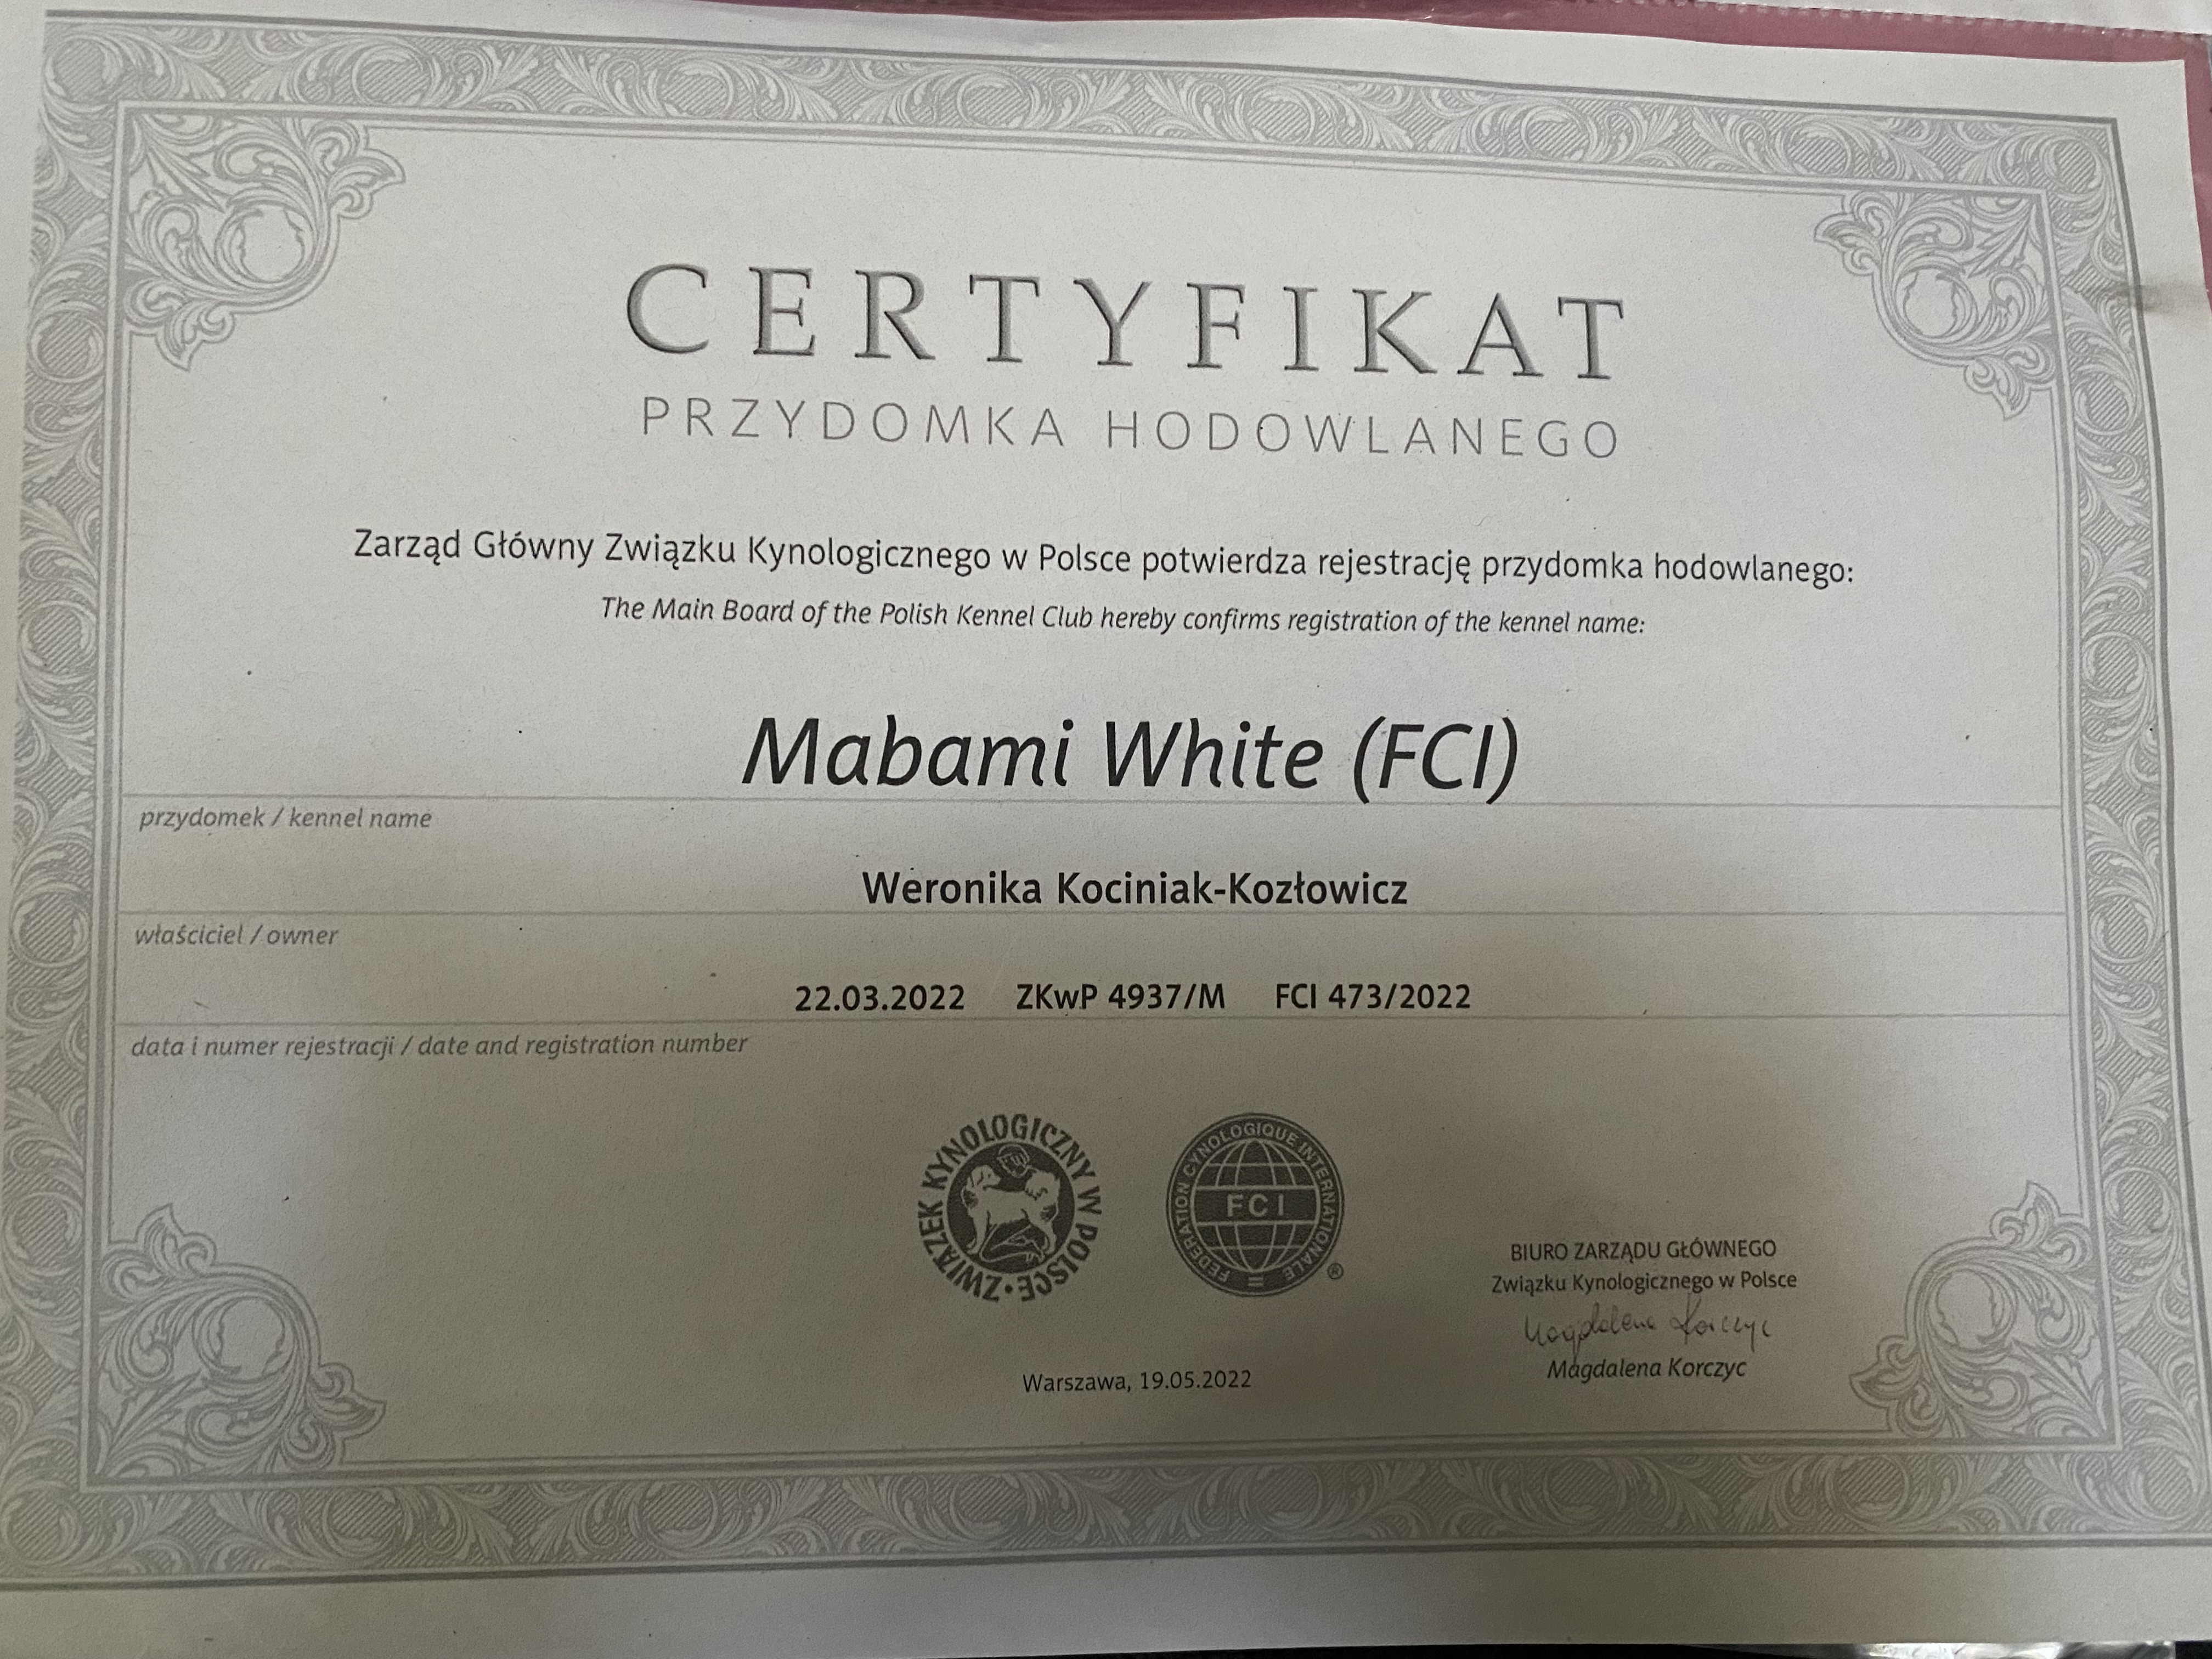 CERTYFIKAT
PRZYDOMKA HODOWLANEGO
Zarząd Główny Związku Kynologicznego w Polsce potwierdza rejestrację przydomka hodowlanego:
The Main Board of the Polish Kennel Club hereby confirms registration of the kennel name:
Mabami White (FCI)
przydomek / kennel name
Weronika Kociniak-Kozłowicz
właściciel / owner
22.03.2022 ZKwP 4937/M FCI 473/2022
data i numer rejestracji / date and registration number
ZWIĄZEK KYNOLOGICZNY W POLSCE •
FEDERATION CYNOLOGIQUE INTERNATIONALE
FCI
®
BIURO ZARZĄDU GŁÓWNEGO
Związku Kynologicznego w Polsce
Magdalena Korczyc
Magdalena Korczyc
Warszawa, 19.05.2022